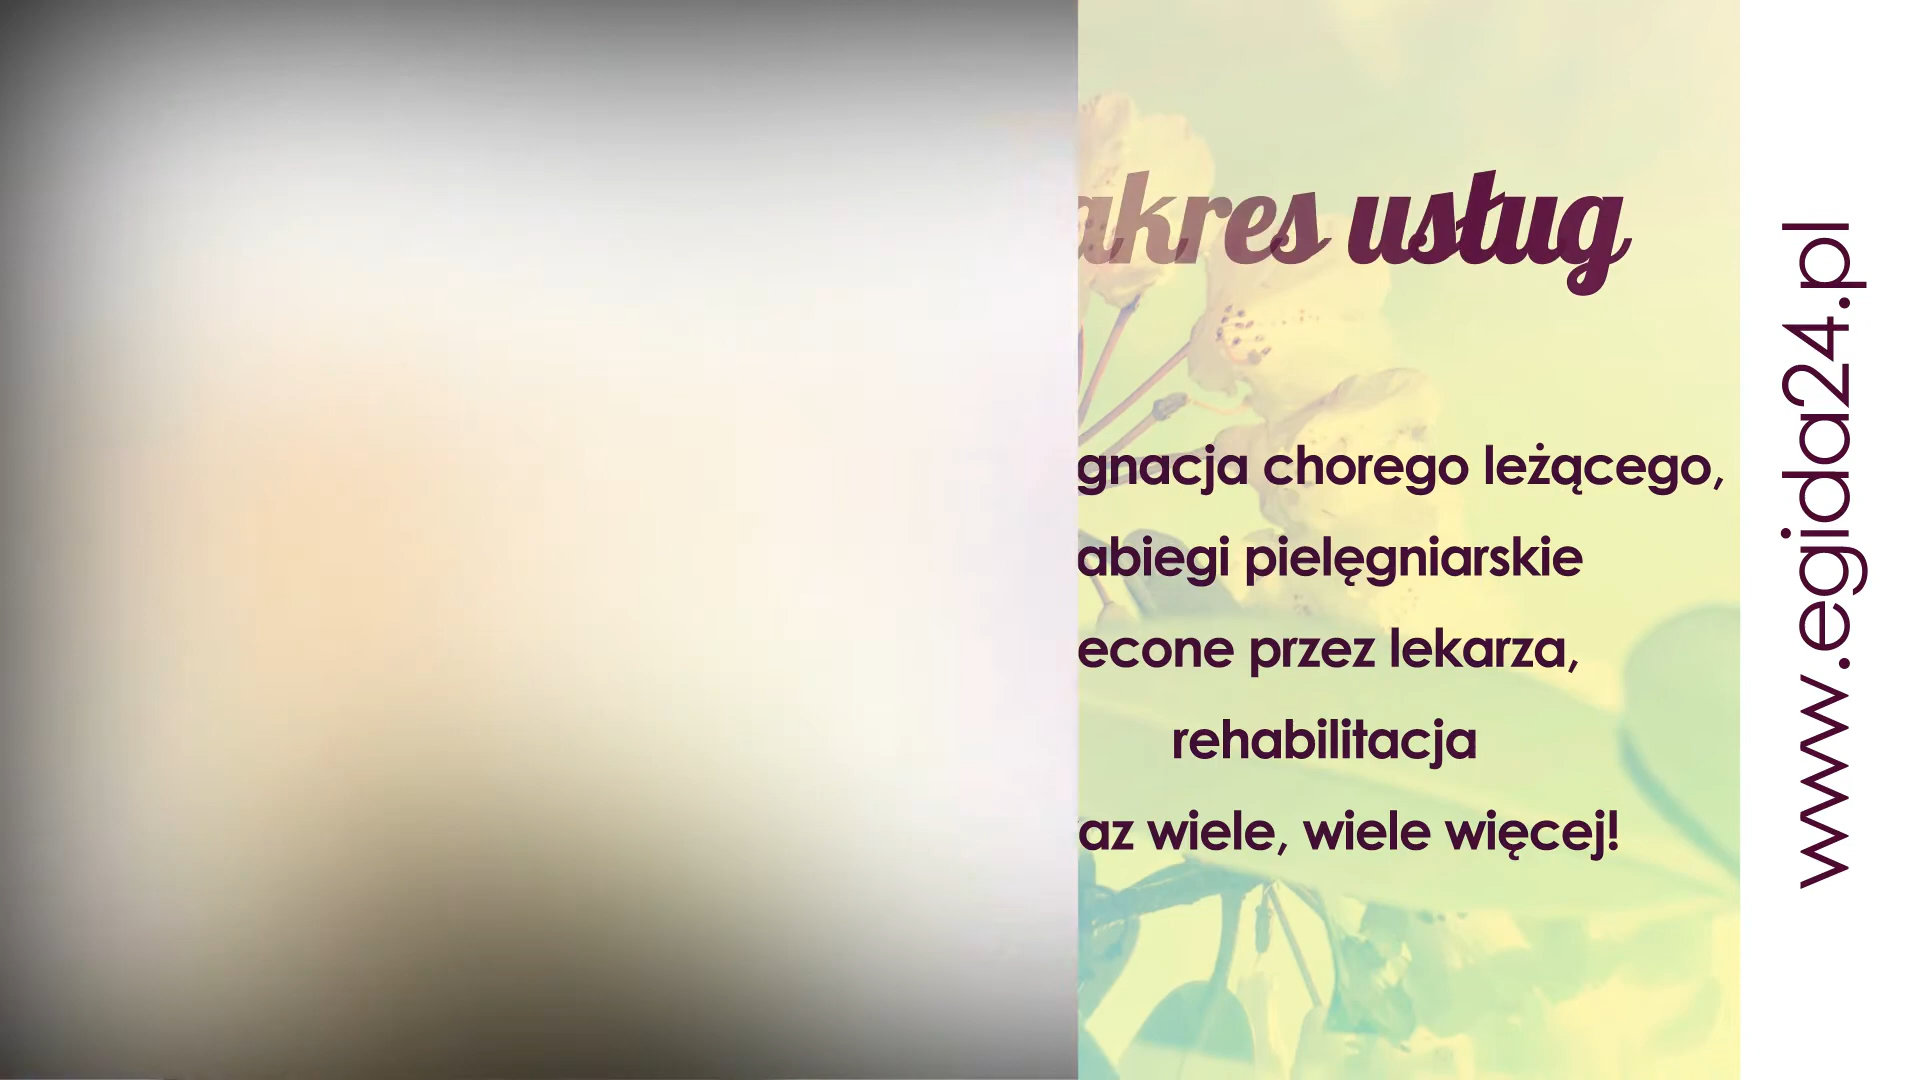 akres usług
gnacja chorego leżącego,
abiegi pielęgniarskie
econe przez lekarza,
rehabilitacja
az wiele, wiele więcej!
www.egida24.pl